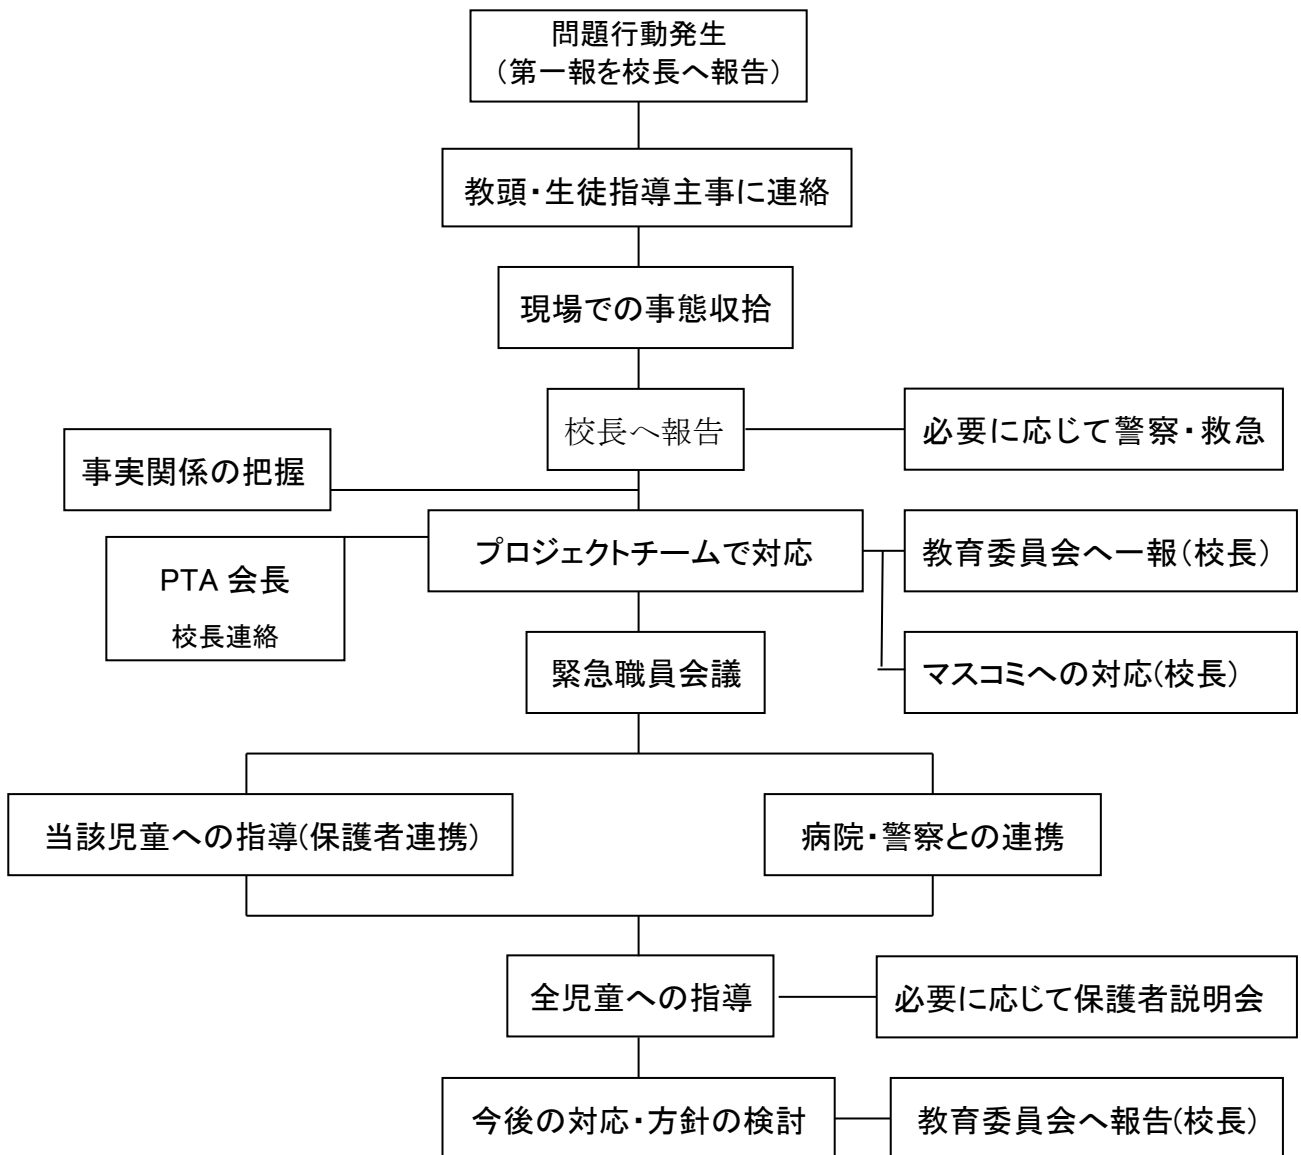 問題行動発生
（第一報を校長へ報告）
教頭・生徒指導主事に連絡
現場での事態収拾
校長へ報告
必要に応じて警察・救急
事実関係の把握
プロジェクトチームで対応
教育委員会へ一報（校長）
PTA 会長
校長連絡
緊急職員会議
マスコミへの対応(校長）
当該児童への指導(保護者連携）
病院・警察との連携
全児童への指導
必要に応じて保護者説明会
今後の対応・方針の検討
教育委員会へ報告(校長）